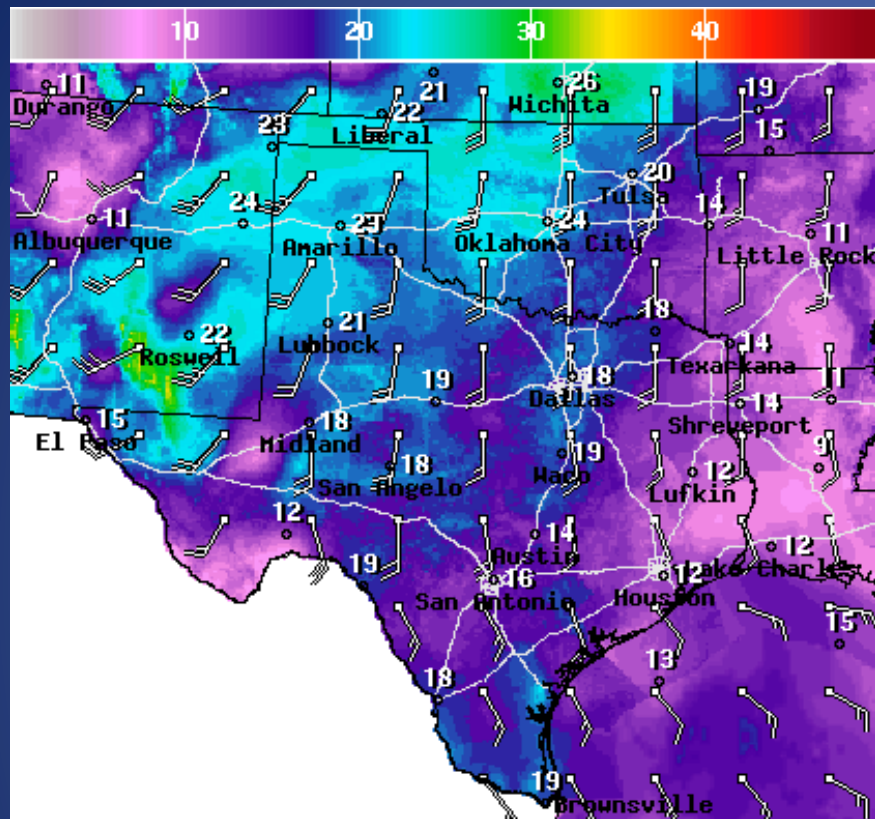 10 20 30 40
11 21 26 19
Durango Wichita
22
Liberal
23 15
20
Tulsa
24 24 14
11 23 11
Albuquerque Amarillo Oklahoma City Little Rock
21 18
22 14
Roswell Lubbock Texarkana
18
19 Dallas 11
15 18 14
El Paso Midland Shreveport
19 9
18 Waco 12
San Angelo Lufkin
12 14 12
Austin Lake Charles
19 16 12
San Antonio Houston
15
13
18
19
Brownsville